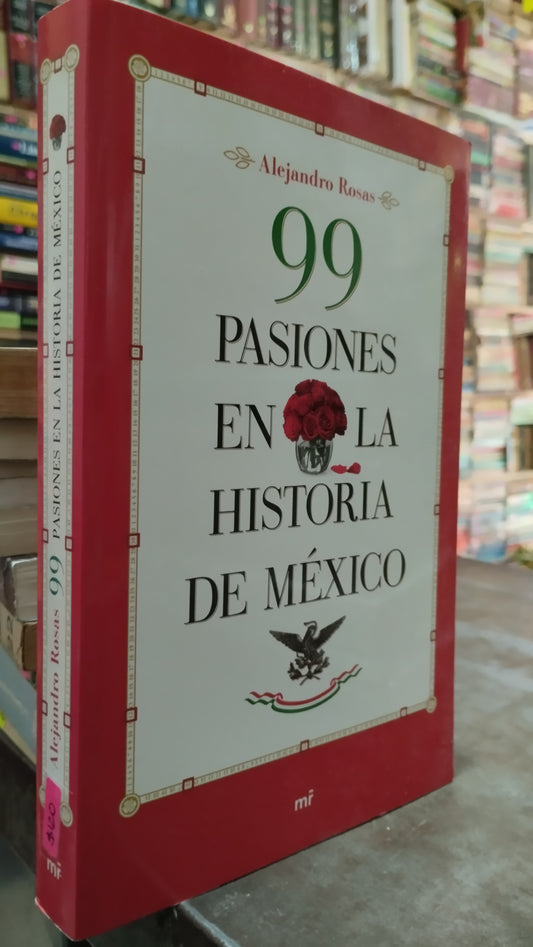 Alejandro Rosas
99
PASIONES
EN LA
HISTORIA
DE MÉXICO
mr
Alejandro Rosas 99 PASIONES EN LA HISTORIA DE MÉXICO
mr